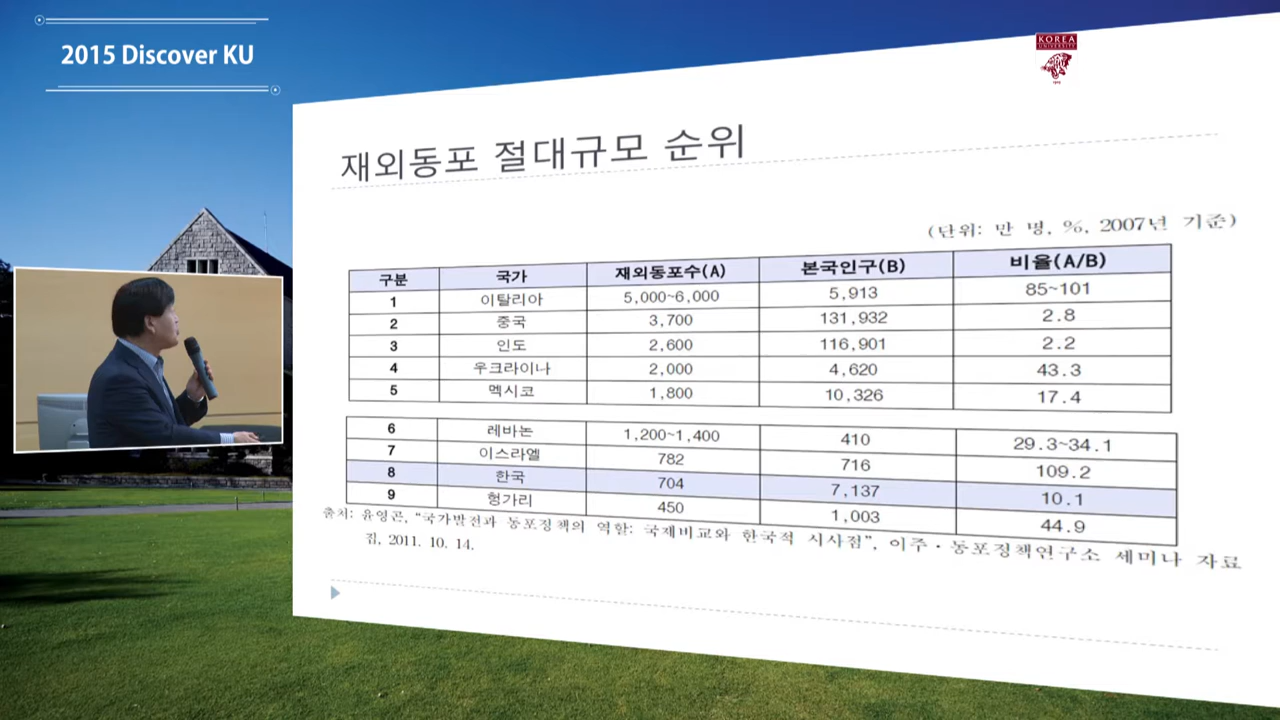 2015 Discover KU
KOREA
UNIVERSITY
1905
재외동포 절대규모 순위
(단위: 만 명, %, 2007년 기준)
구분 국가 재외동포수(A) 본국인구(B) 비율(A/B)
1 이탈리아 5,000~6,000 5,913 85~101
2 중국 3,700 131,932 2.8
3 인도 2,600 116,901 2.2
4 우크라이나 2,000 4,620 43.3
5 멕시코 1,800 10,326 17.4
6 레바논 1,200~1,400 410 29.3~34.1
7 이스라엘 782 716 109.2
8 한국 704 7,137 10.1
9 헝가리 450 1,003 44.9
출처: 윤영곤, “국가발전과 동포정책의 역할: 국제비교와 한국적 시사점”, 이주·동포정책연구소 세미나 자료
집, 2011. 10. 14.